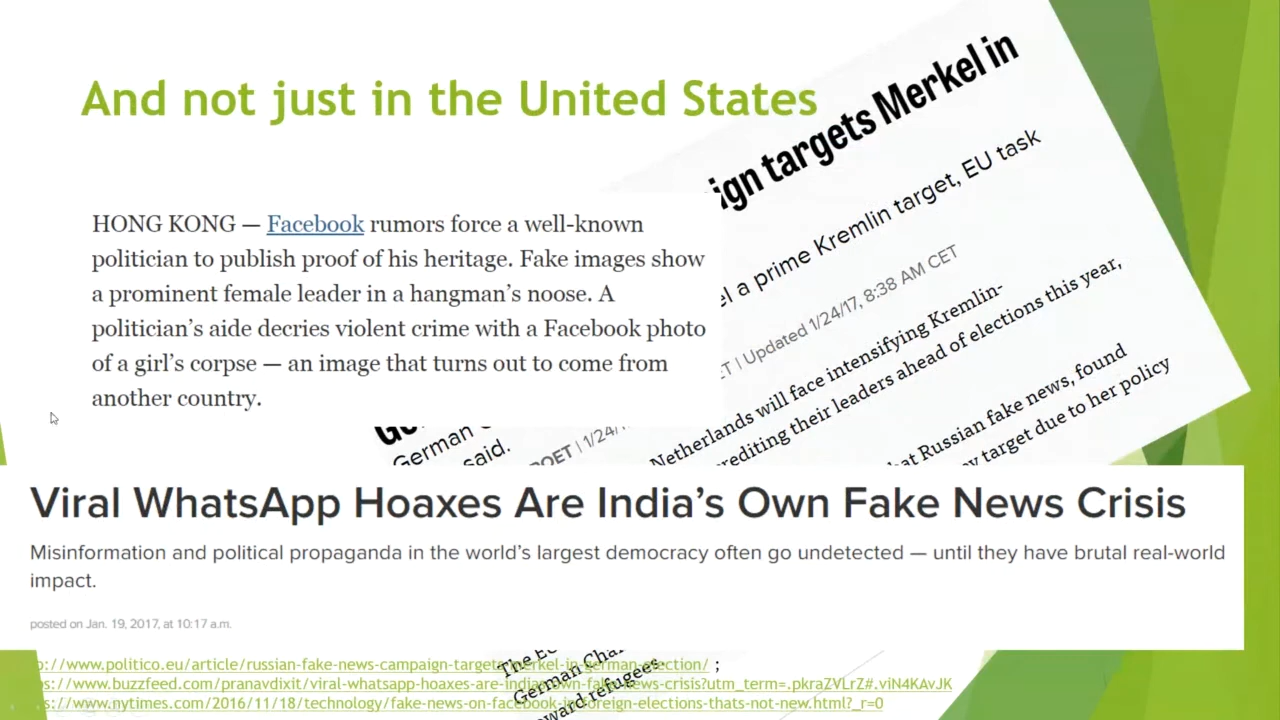 And not just in the United States
ign targets Merkel in
a prime Kremlin target, EU task
Updated 1/24/17, 8:38 AM CET
Netherlands will face intensifying Kremlin-
their leaders ahead of elections this year,
Russian fake news, found
target due to her policy
HONG KONG — Facebook rumors force a well-known
politician to publish proof of his heritage. Fake images show
a prominent female leader in a hangman's noose. A
politician's aide decries violent crime with a Facebook photo
of a girl's corpse — an image that turns out to come from
another country.
German
said.
Viral WhatsApp Hoaxes Are India's Own Fake News Crisis
Misinformation and political propaganda in the world's largest democracy often go undetected — until they have brutal real-world
impact.
posted on Jan. 19, 2017, at 10:17 a.m.
The
German
refugees.
p://www.politico.eu/article/russian-fake-news-campaign-targets-merkel-in-german-election/ ;
s://www.buzzfeed.com/pranavdixit/viral-whatsapp-hoaxes-are-indias-own-fake-news-crisis?utm_term=.pkraZVLrZ#.viN4KAvJK
s://www.nytimes.com/2016/11/18/technology/fake-news-on-facebook-in-foreign-elections-thats-not-new.html?_r=0